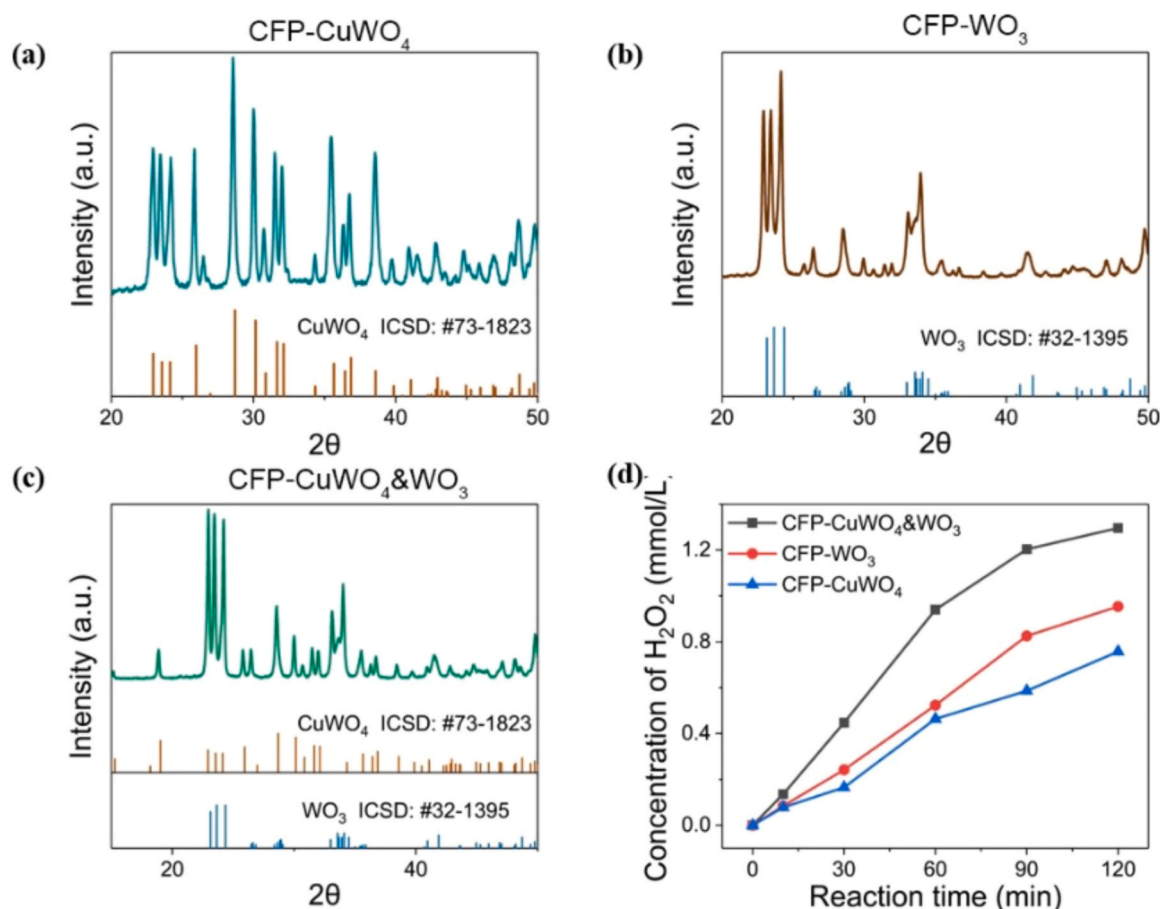 (a)
CFP-CuWO₄
Intensity (a.u.)
CuWO₄ ICSD: #73-1823
20 30 40 50
2θ
(b)
CFP-WO₃
Intensity (a.u.)
WO₃ ICSD: #32-1395
20 30 40 50
2θ
(c)
CFP-CuWO₄&WO₃
Intensity (a.u.)
CuWO₄ ICSD: #73-1823
WO₃ ICSD: #32-1395
20 40
2θ
(d)
Concentration of H₂O₂ (mmol/L)
CFP-CuWO₄&WO₃
CFP-WO₃
CFP-CuWO₄
1.2
0.8
0.4
0.0
0 30 60 90 120
Reaction time (min)